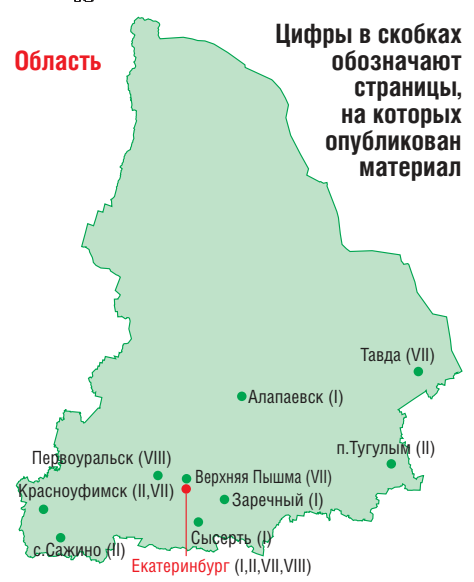 Область
Цифры в скобках
обозначают
страницы,
на которых
опубликован
материал
Тавда (VII)
Алапаевск (I)
п.Тугулым (II)
Первоуральск (VIII)
Верхняя Пышма (VII)
Красноуфимск (II,VII)
Заречный (I)
Сысерть (I)
с.Сажино (II)
Екатеринбург (I,II,VII,VIII)